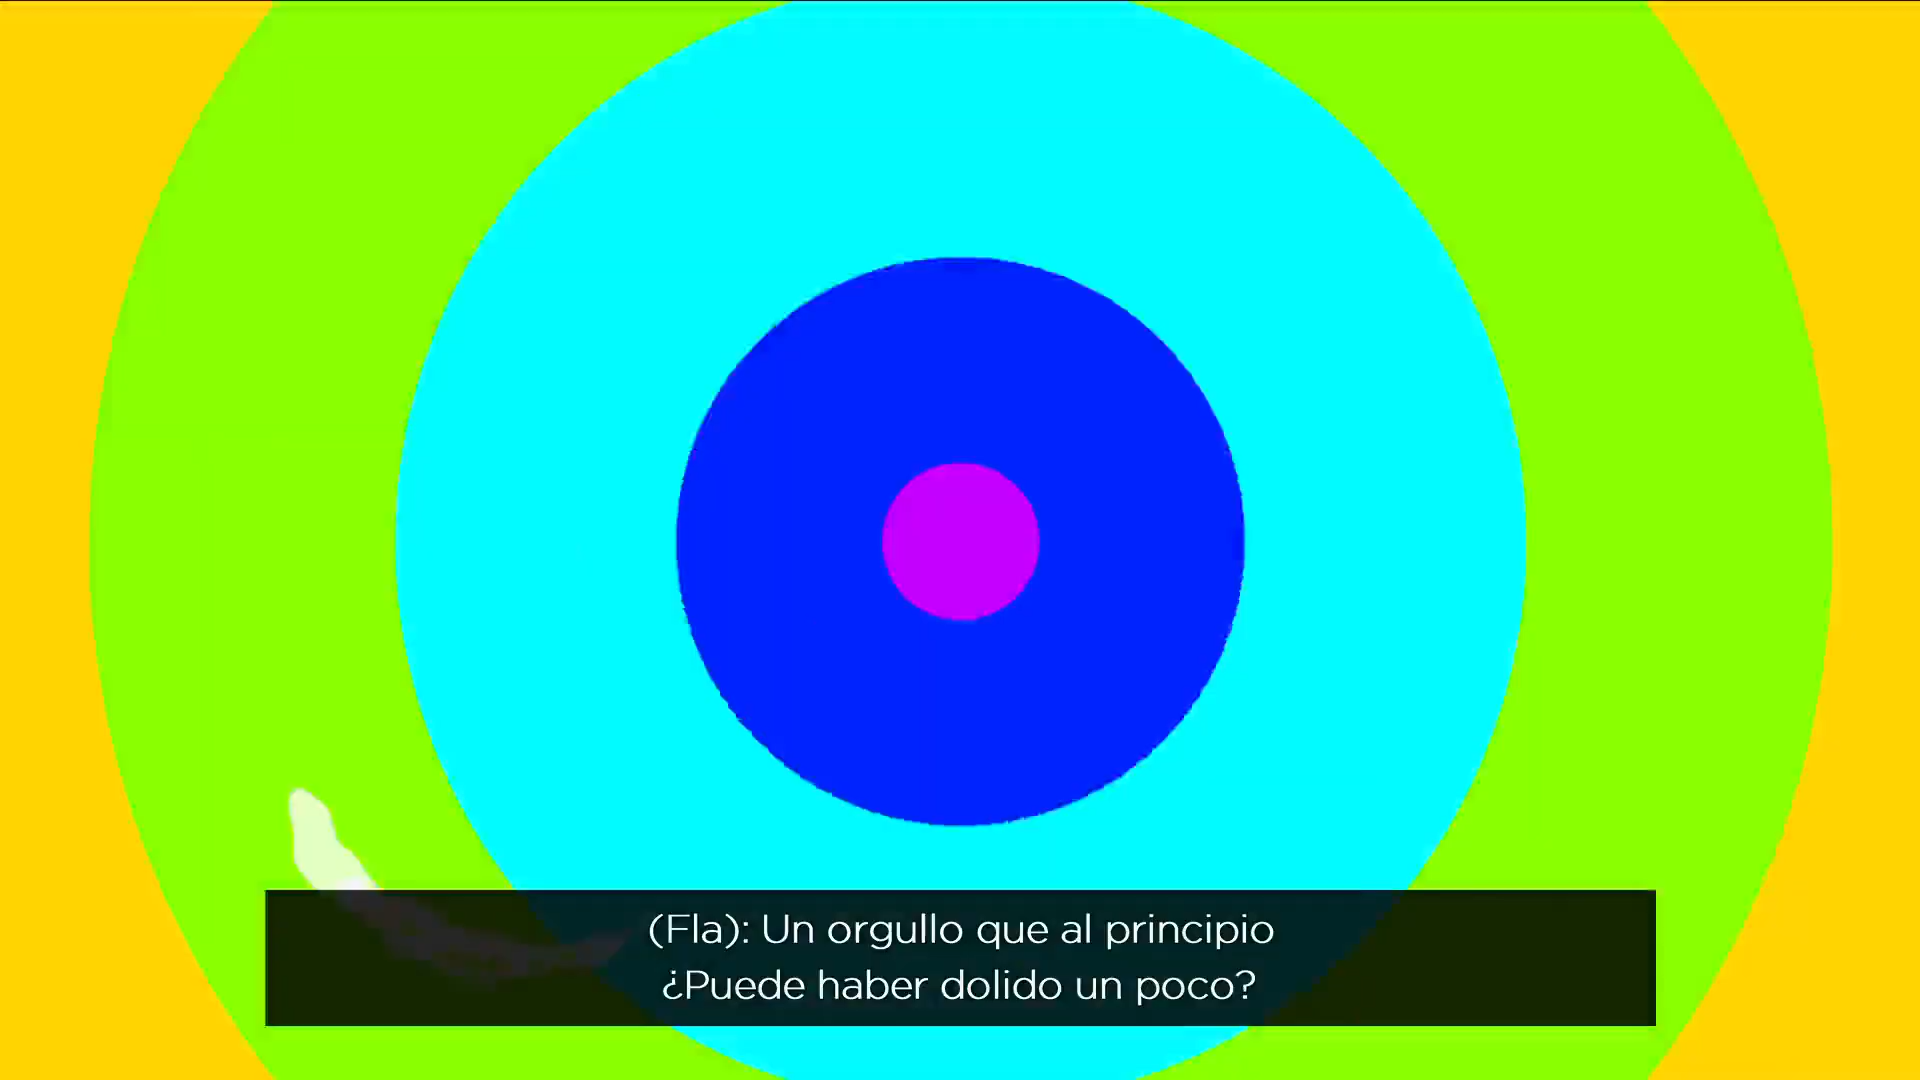 (Fla): Un orgullo que al principio
¿Puede haber dolido un poco?